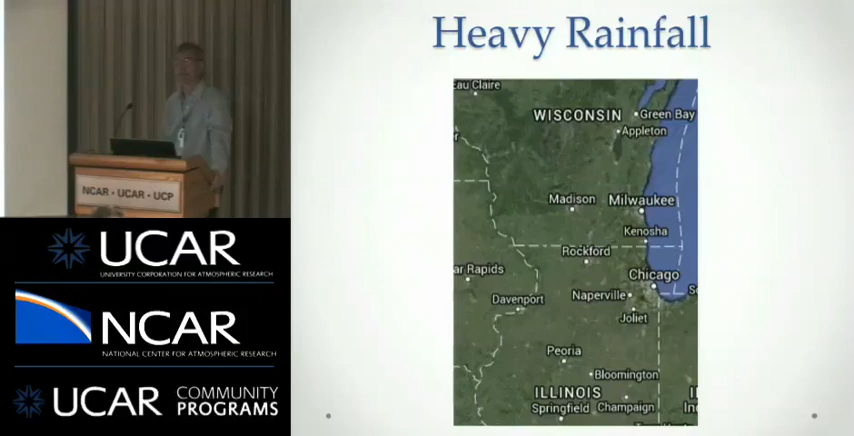 Heavy Rainfall
NCAR • UCAR • UCP
UCAR
UNIVERSITY CORPORATION FOR ATMOSPHERIC RESEARCH
NCAR
NATIONAL CENTER FOR ATMOSPHERIC RESEARCH
UCAR COMMUNITY
PROGRAMS
au Claire
WISCONSIN
Green Bay
Appleton
Madison
Milwaukee
Kenosha
Rockford
ar Rapids
Chicago
Naperville
Davenport
Joliet
Peoria
Bloomington
ILLINOIS
Springfield
Champaign